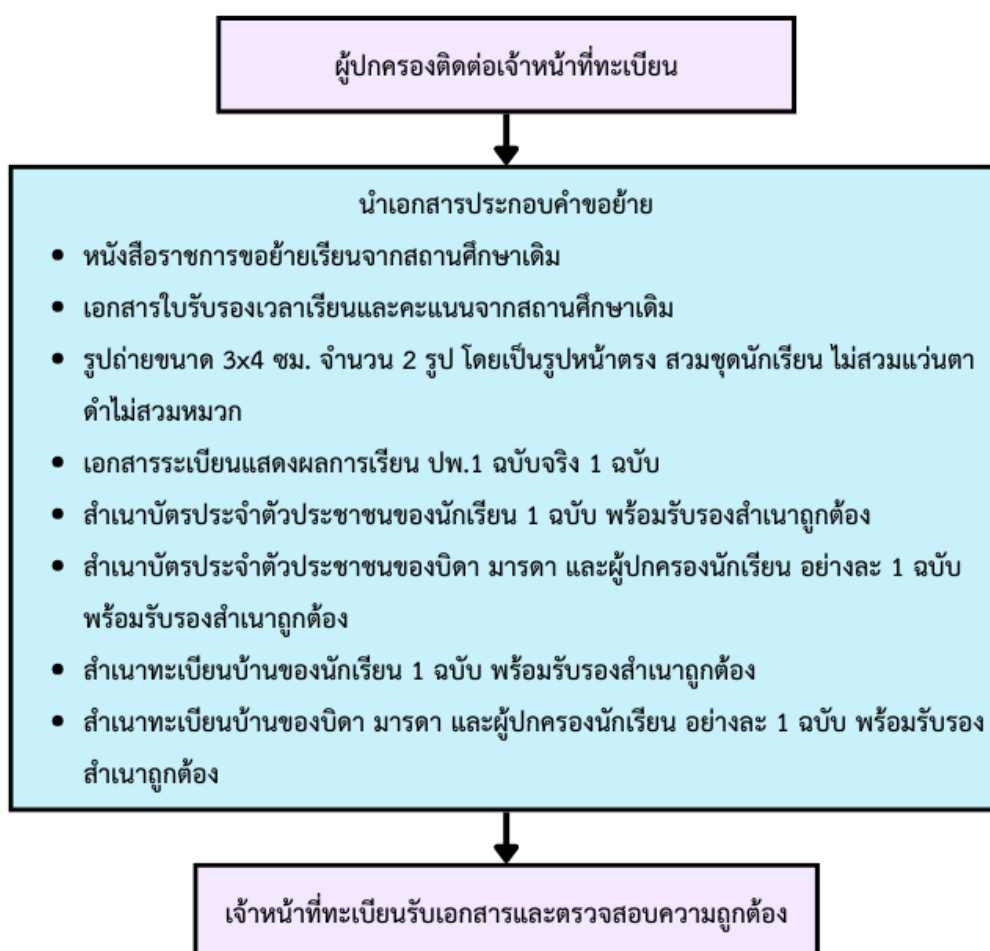 ผู้ปกครองติดต่อเจ้าหน้าที่ทะเบียน
นำเอกสารประกอบคำขอย้าย
• หนังสือราชการขอย้ายเรียนจากสถานศึกษาเดิม
• เอกสารใบรับรองเวลาเรียนและคะแนนจากสถานศึกษาเดิม
• รูปถ่ายขนาด 3x4 ซม. จำนวน 2 รูป โดยเป็นรูปหน้าตรง สวมชุดนักเรียน ไม่สวมแว่นตา
ดำไม่สวมหมวก
• เอกสารระเบียนแสดงผลการเรียน ปพ.1 ฉบับจริง 1 ฉบับ
• สำเนาบัตรประจำตัวประชาชนของนักเรียน 1 ฉบับ พร้อมรับรองสำเนาถูกต้อง
• สำเนาบัตรประจำตัวประชาชนของบิดา มารดา และผู้ปกครองนักเรียน อย่างละ 1 ฉบับ
พร้อมรับรองสำเนาถูกต้อง
• สำเนาทะเบียนบ้านของนักเรียน 1 ฉบับ พร้อมรับรองสำเนาถูกต้อง
• สำเนาทะเบียนบ้านของบิดา มารดา และผู้ปกครองนักเรียน อย่างละ 1 ฉบับ พร้อมรับรอง
สำเนาถูกต้อง
เจ้าหน้าที่ทะเบียนรับเอกสารและตรวจสอบความถูกต้อง